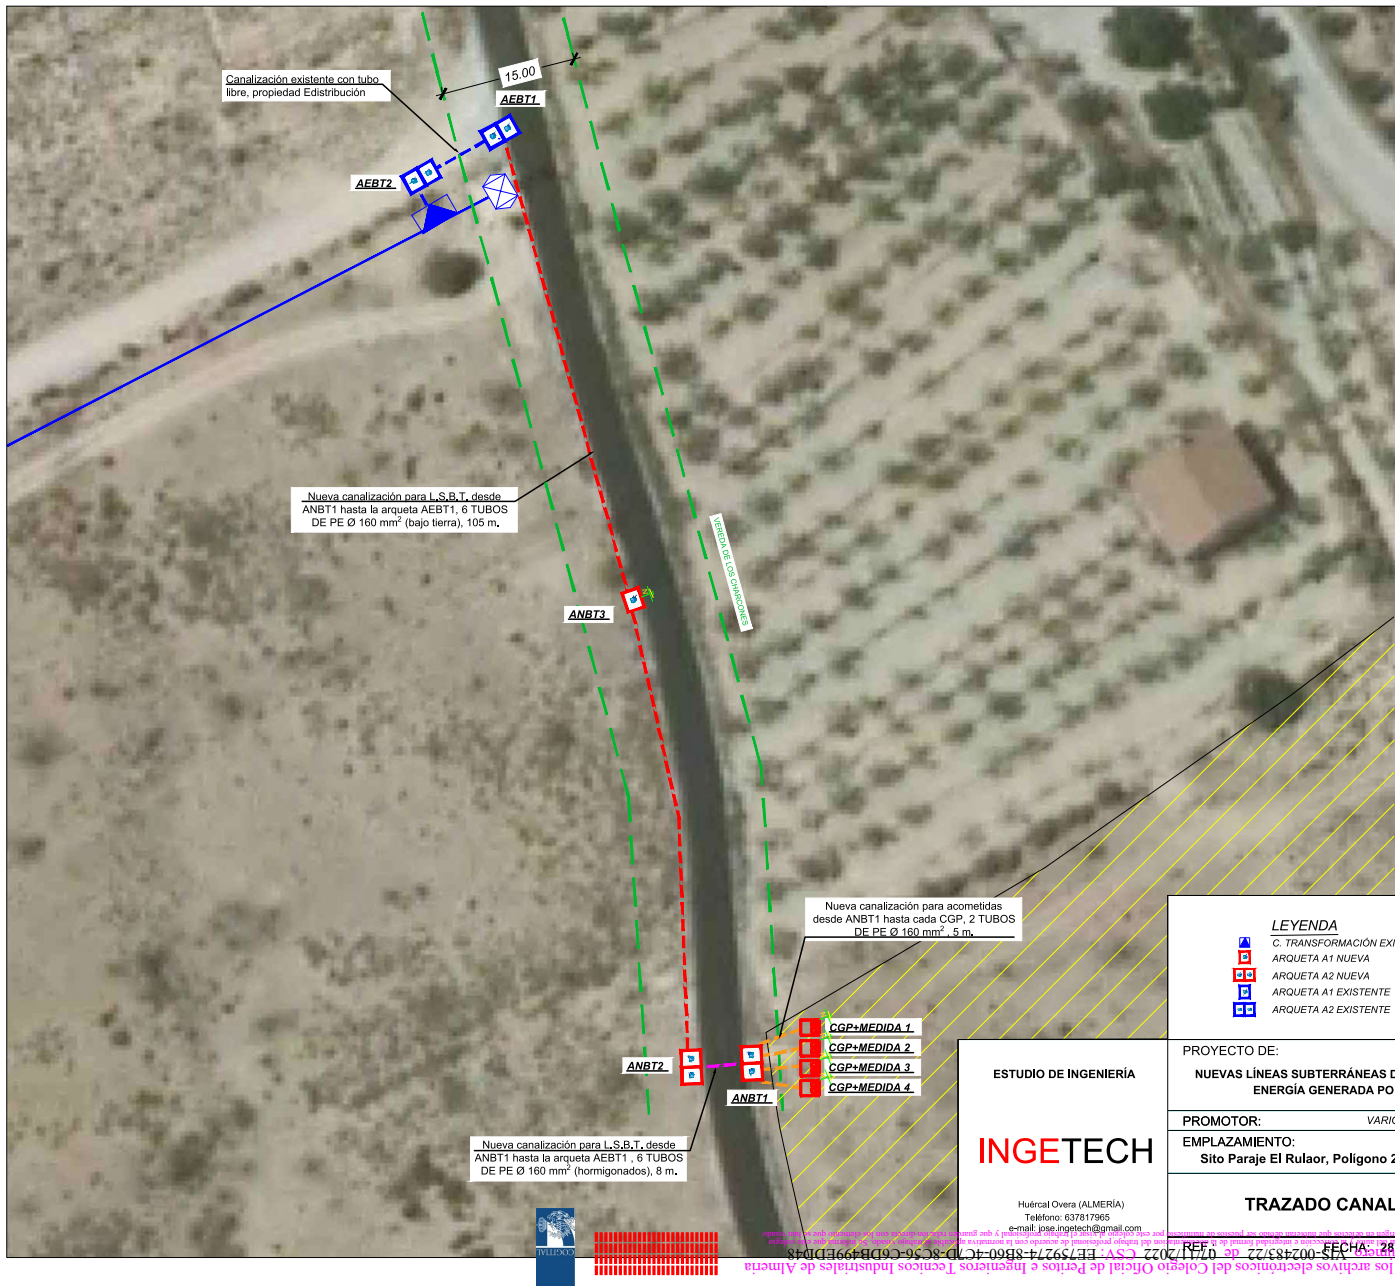 Canalización existente con tubo
libre, propiedad Edistribución
15.00
AEBT1
AEBT2
Nueva canalización para L.S.B.T. desde
ANBT1 hasta la arqueta AEBT1, 6 TUBOS
DE PE Ø 160 mm² (bajo tierra), 105 m.
VEREDA DE LOS CHARCONES
ANBT3
Nueva canalización para acometidas
desde ANBT1 hasta cada CGP, 2 TUBOS
DE PE Ø 160 mm² , 5 m.
CGP+MEDIDA 1
CGP+MEDIDA 2
CGP+MEDIDA 3
CGP+MEDIDA 4
ANBT2
ANBT1
Nueva canalización para L.S.B.T. desde
ANBT1 hasta la arqueta AEBT1 , 6 TUBOS
DE PE Ø 160 mm² (hormigonados), 8 m.
LEYENDA
C. TRANSFORMACIÓN EXI
ARQUETA A1 NUEVA
ARQUETA A2 NUEVA
ARQUETA A1 EXISTENTE
ARQUETA A2 EXISTENTE
ESTUDIO DE INGENIERÍA
INGETECH
Huércal Overa (ALMERÍA)
Teléfono: 637817965
e-mail: jose.ingetech@gmail.com
PROYECTO DE:
NUEVAS LÍNEAS SUBTERRÁNEAS D
ENERGÍA GENERADA PO
PROMOTOR: VARIO
EMPLAZAMIENTO:
Sito Paraje El Rulaor, Polígono 2
TRAZADO CANAL
REF.: FECHA: 28
COGITIAL
los archivos electrónicos del Colegio Oficial de Peritos e Ingenieros Técnicos Industriales de Almería